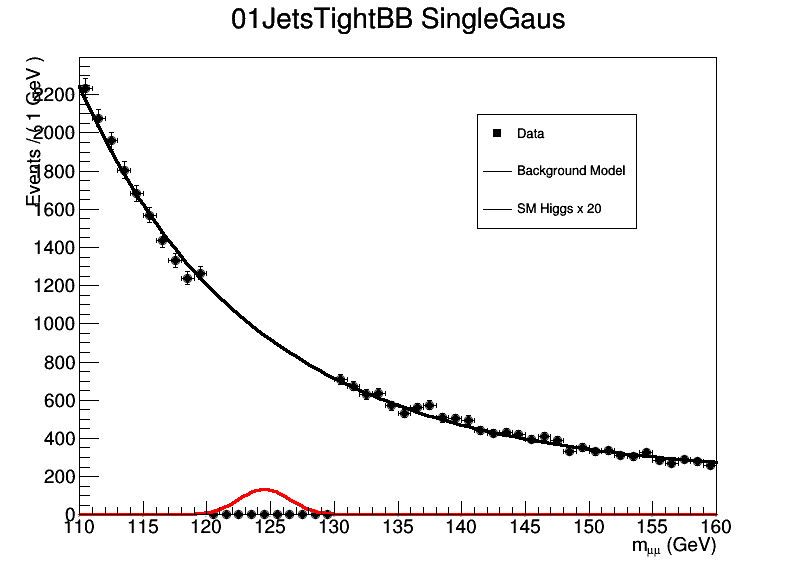 01JetsTightBB SingleGaus
Events / ( 1 GeV )
2200
2000
1800
1600
1400
1200
1000
800
600
400
200
0
Data
Background Model
SM Higgs x 20
110 115 120 125 130 135 140 145 150 155 160
mμμ (GeV)